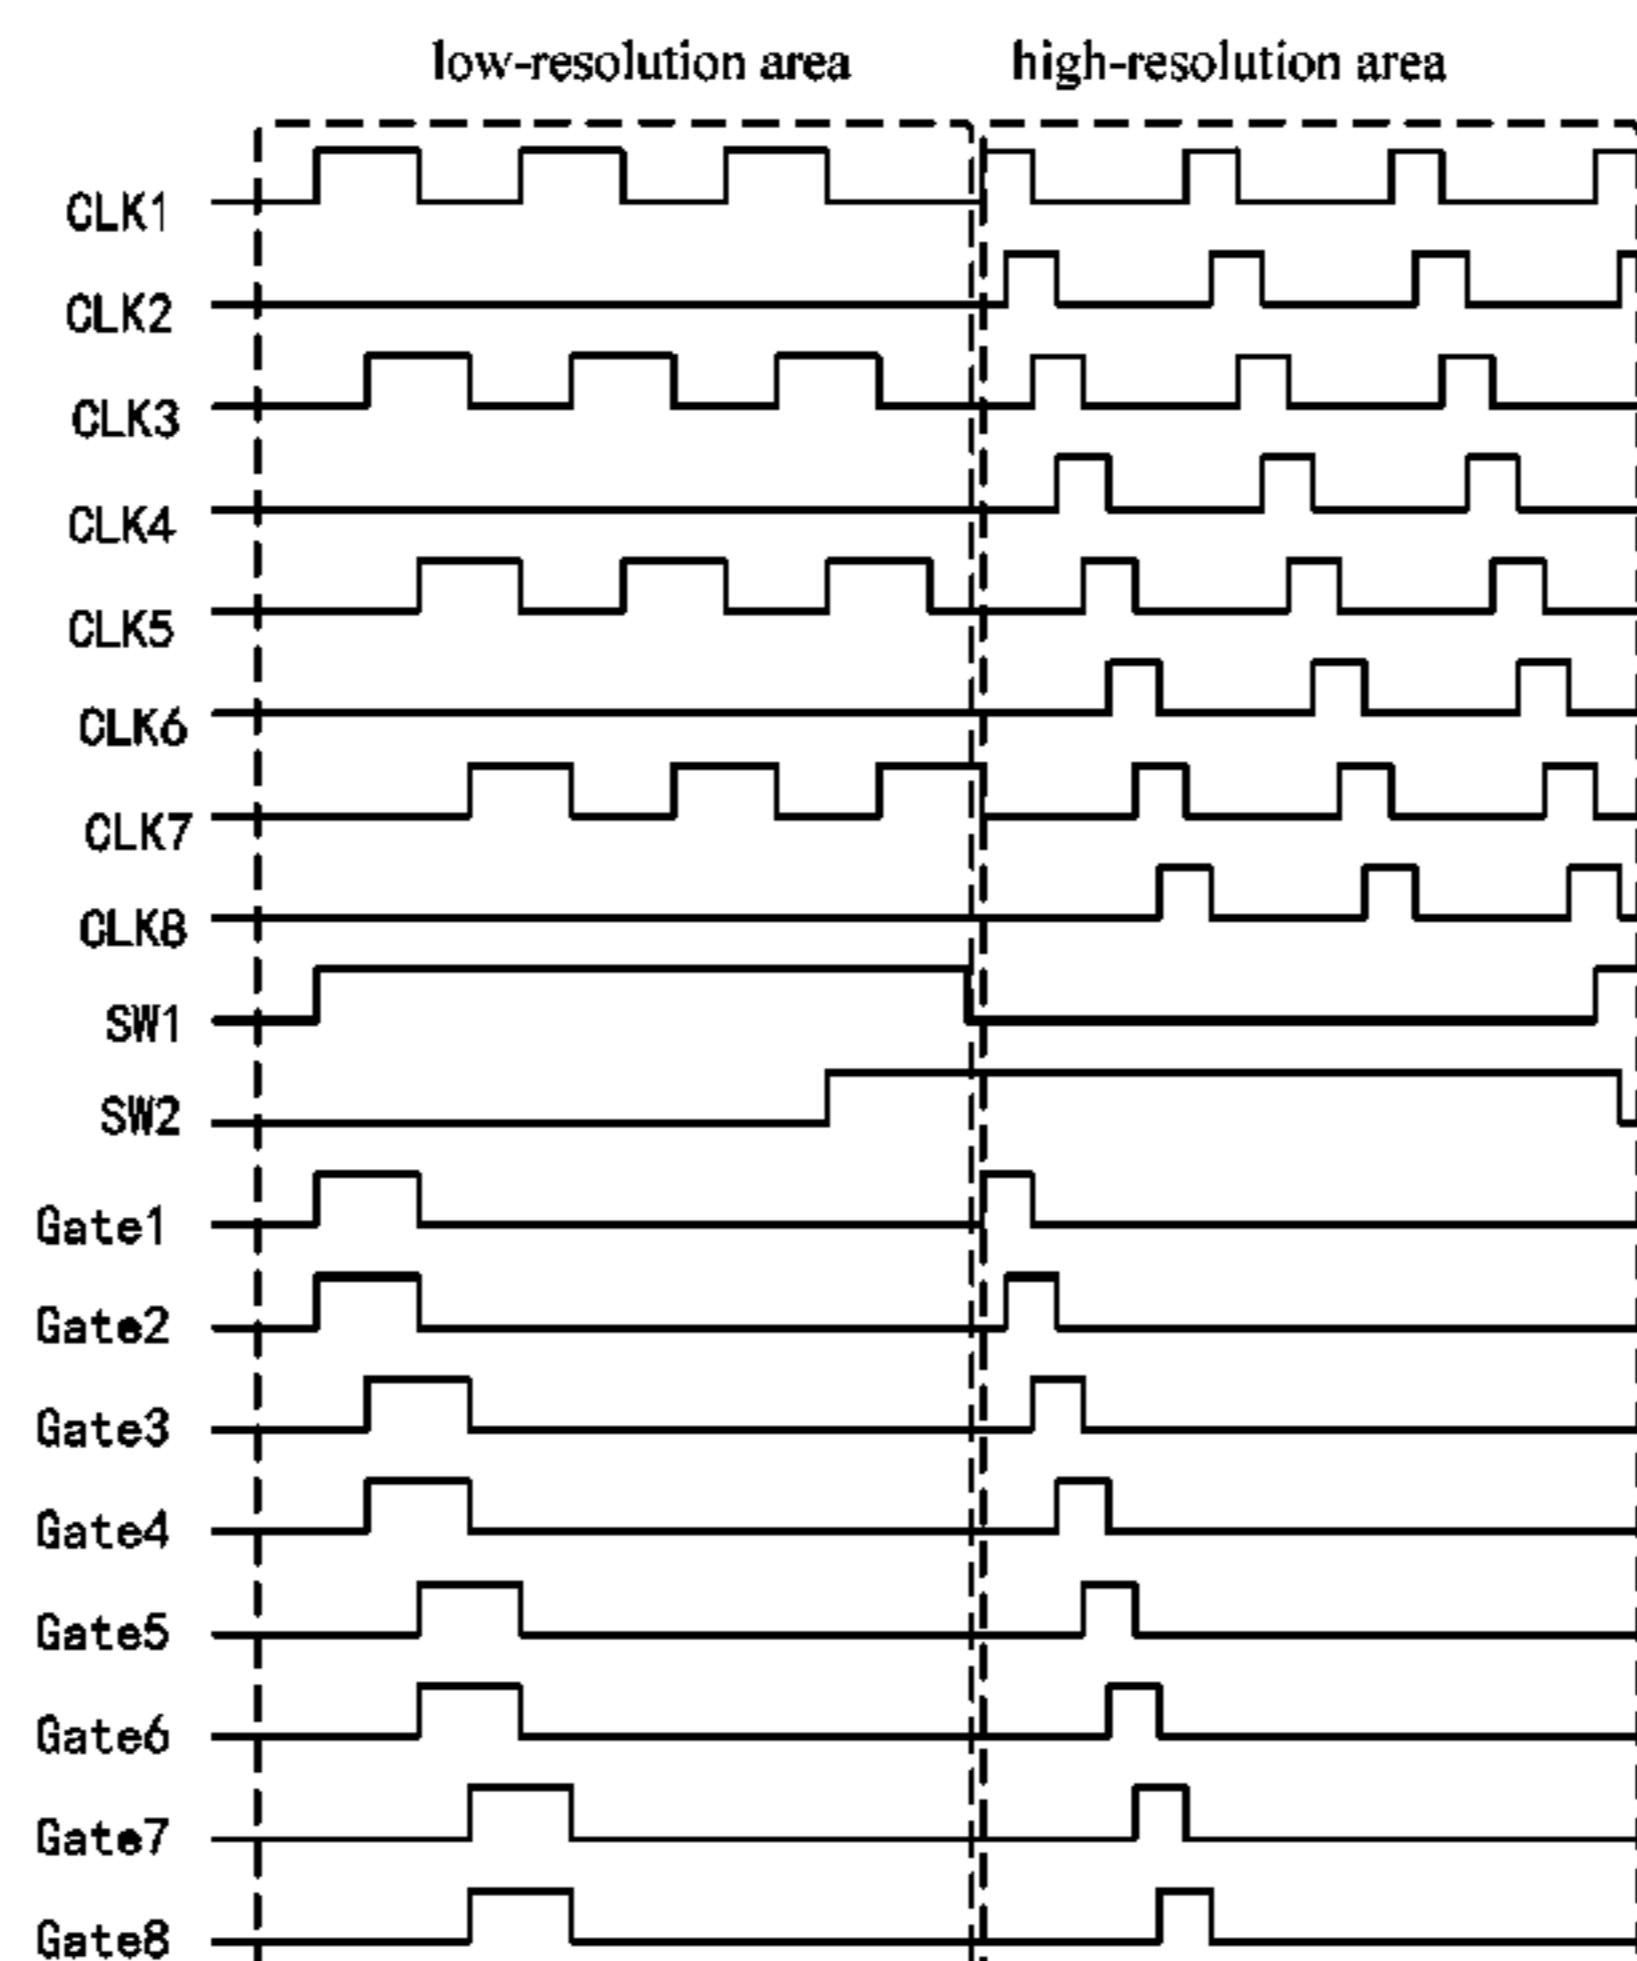 low-resolution area high-resolution area
CLK1
CLK2
CLK3
CLK4
CLK5
CLK6
CLK7
CLK8
SW1
SW2
Gate1
Gate2
Gate3
Gate4
Gate5
Gate6
Gate7
Gate8